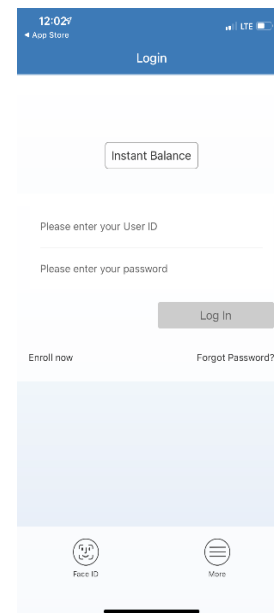 12:02
LTE
◀ App Store
Login
Instant Balance
Please enter your User ID
Please enter your password
Log In
Enroll now
Forgot Password?
Face ID
More